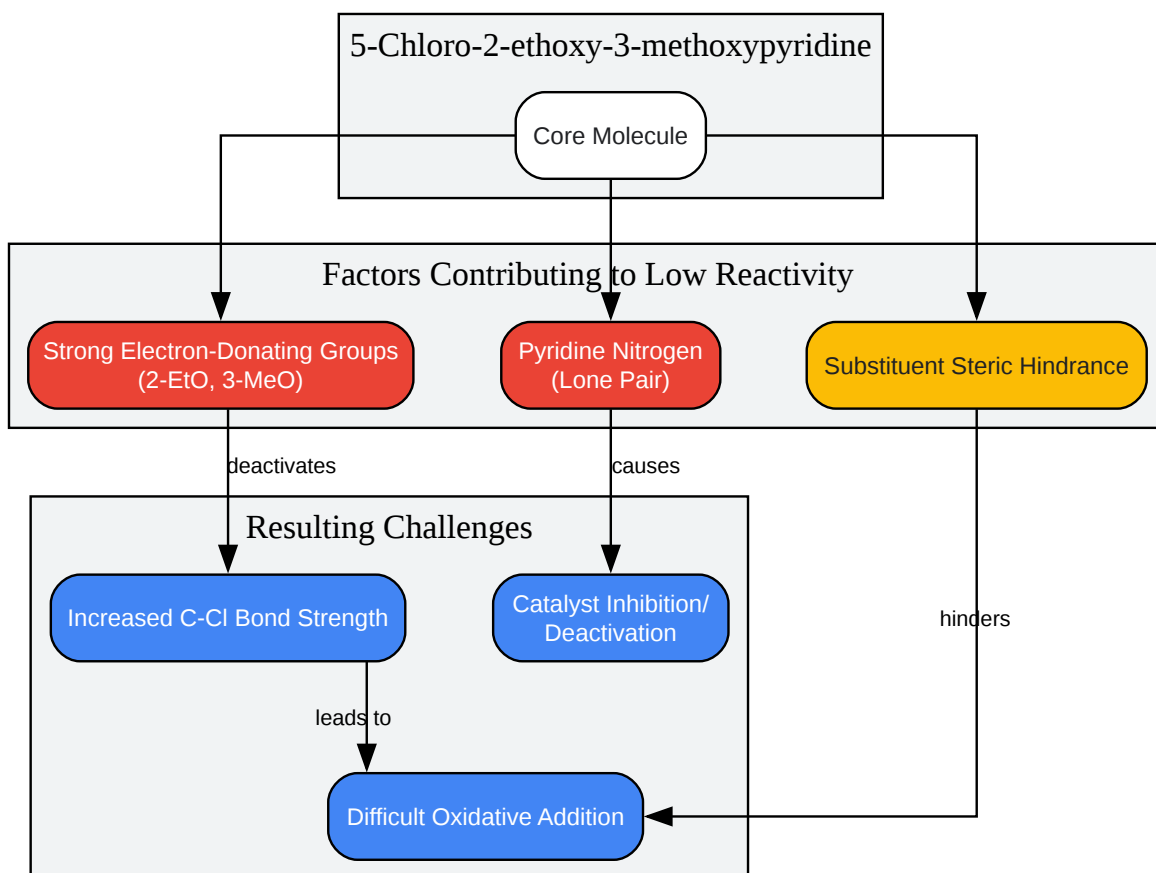 5-Chloro-2-ethoxy-3-methoxypyridine
Core Molecule
Factors Contributing to Low Reactivity
Strong Electron-Donating Groups
(2-EtO, 3-MeO)
Pyridine Nitrogen
(Lone Pair)
Substituent Steric Hindrance
deactivates
causes
Resulting Challenges
Increased C-Cl Bond Strength
Catalyst Inhibition/
Deactivation
hinders
leads to
Difficult Oxidative Addition